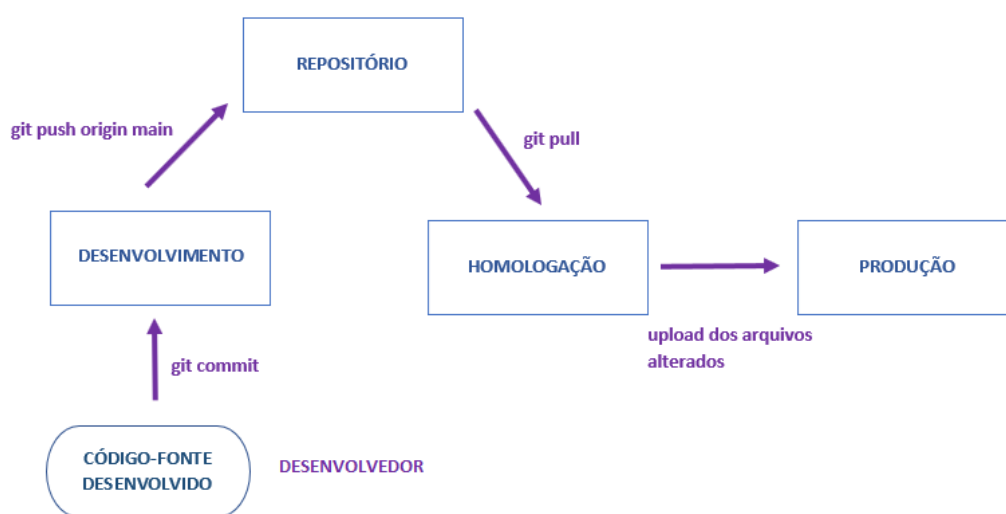 REPOSITÓRIO
git push origin main
git pull
DESENVOLVIMENTO
HOMOLOGAÇÃO
PRODUÇÃO
upload dos arquivos
alterados
git commit
CÓDIGO-FONTE
DESENVOLVIDO
DESENVOLVEDOR